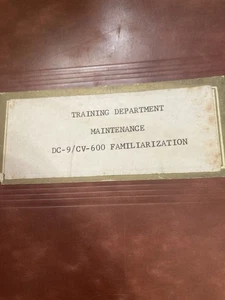 TRAINING DEPARTMENT
MAINTENANCE
DC-9/CV-600 FAMILIARIZATION